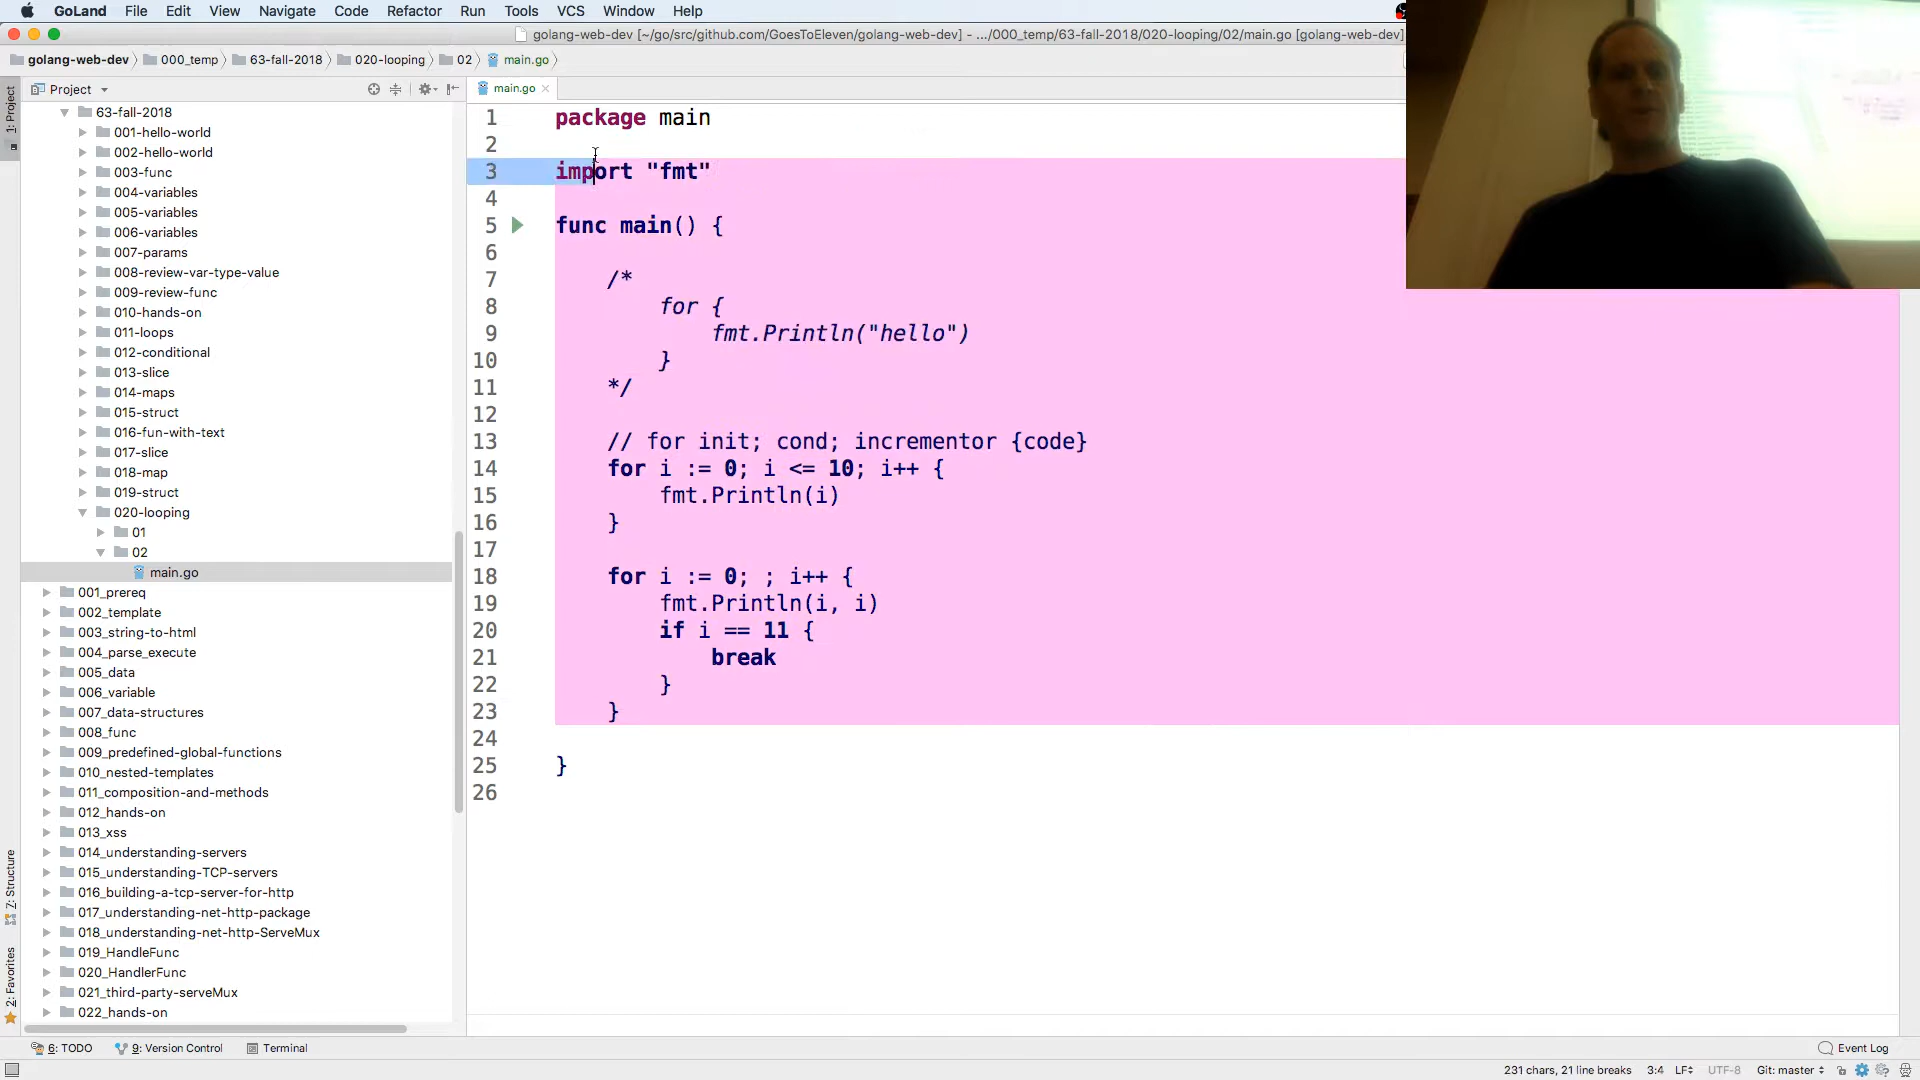 GoLand File Edit View Navigate Code Refactor Run Tools VCS Window Help
golang-web-dev [~/go/src/github.com/GoesToEleven/golang-web-dev] - .../000_temp/63-fall-2018/020-looping/02/main.go [golang-web-dev]
golang-web-dev 000_temp 63-fall-2018 020-looping 02 main.go
1: Project
Project
main.go
63-fall-2018
001-hello-world
002-hello-world
003-func
004-variables
005-variables
006-variables
007-params
008-review-var-type-value
009-review-func
010-hands-on
011-loops
012-conditional
013-slice
014-maps
015-struct
016-fun-with-text
017-slice
018-map
019-struct
020-looping
01
02
main.go
001_prereq
002_template
003_string-to-html
004_parse_execute
005_data
006_variable
007_data-structures
008_func
009_predefined-global-functions
010_nested-templates
011_composition-and-methods
012_hands-on
013_xss
014_understanding-servers
015_understanding-TCP-servers
016_building-a-tcp-server-for-http
017_understanding-net-http-package
018_understanding-net-http-ServeMux
019_HandleFunc
020_HandlerFunc
021_third-party-serveMux
022_hands-on
7: Structure
2: Favorites
1 package main
2
3 import "fmt"
4
5 func main() {
6
7 /*
8 for {
9 fmt.Println("hello")
10 }
11 */
12
13 // for init; cond; incrementor {code}
14 for i := 0; i <= 10; i++ {
15 fmt.Println(i)
16 }
17
18 for i := 0; ; i++ {
19 fmt.Println(i, i)
20 if i == 11 {
21 break
22 }
23 }
24
25 }
26
6: TODO 9: Version Control Terminal Event Log
231 chars, 21 line breaks 3:4 LF UTF-8 Git: master